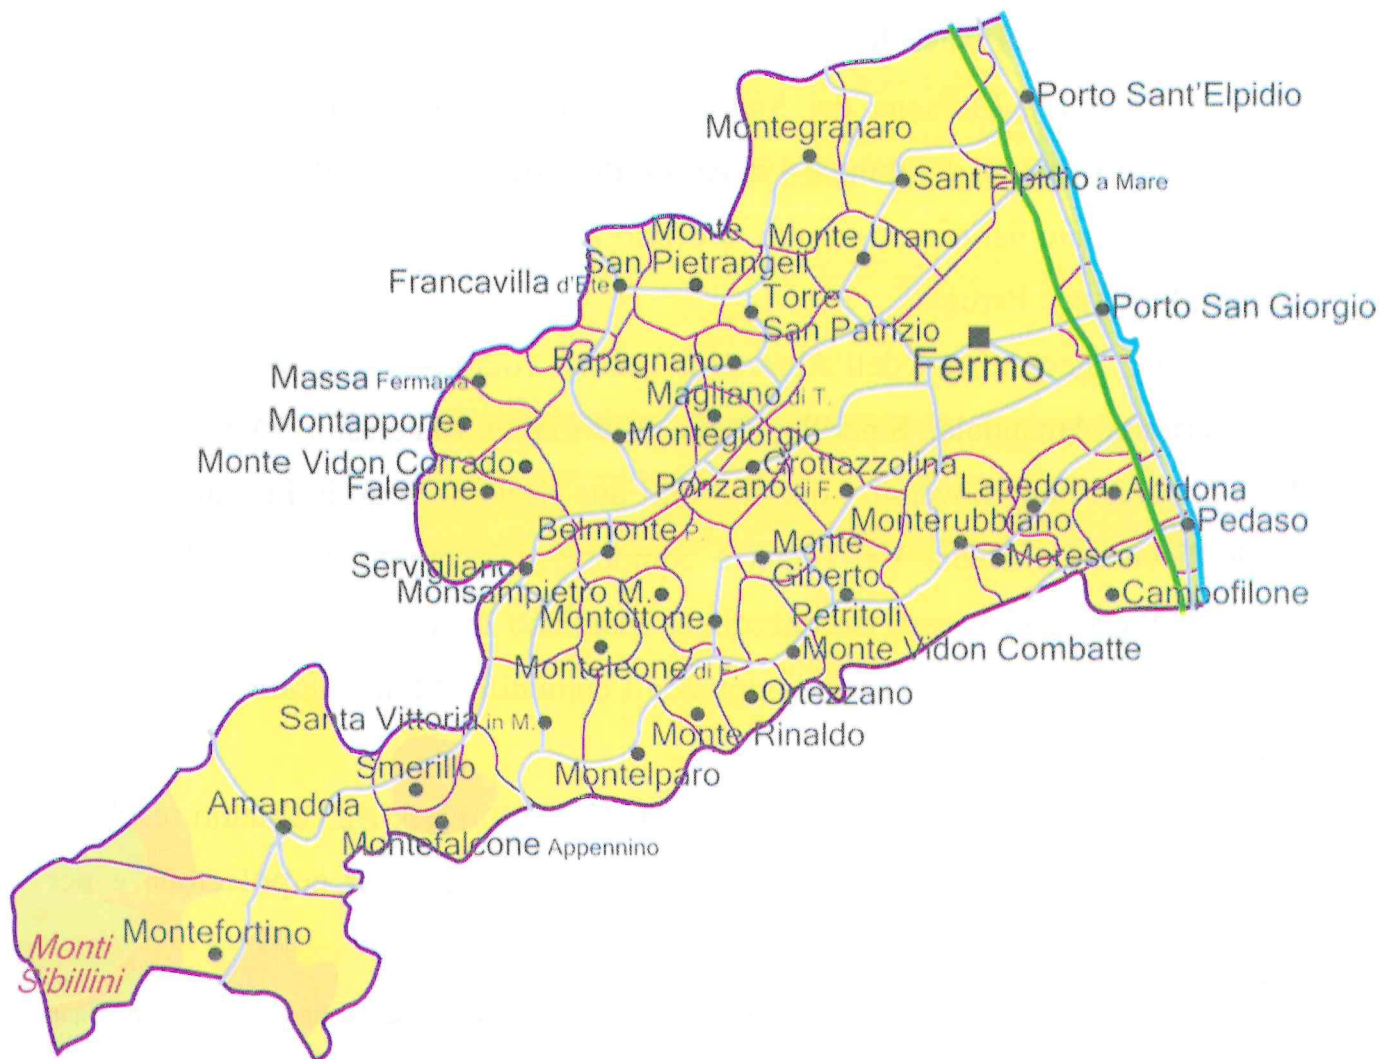 Porto Sant'Elpidio
Montegranaro
Sant'Elpidio a Mare
Monte
San Pietrangeli
Monte Urano
Francavilla d'Ete
Torre
San Patrizio
Porto San Giorgio
Fermo
Rapagnano
Massa Fermana
Magliano di T.
Montappone
Montegiorgio
Monte Vidon Corrado
Grottazzolina
Falerone
Ponzano di F.
Lapedona
Altidona
Belmonte P.
Monterubbiano
Pedaso
Servigliano
Monte
Giberto
Moresco
Monsampietro M.
Campofilone
Montottone
Petritoli
Monteleone di F.
Monte Vidon Combatte
Ortezzano
Santa Vittoria in M.
Monte Rinaldo
Smerillo
Montelparo
Amandola
Montefalcone Appennino
Montefortino
Monti
Sibillini